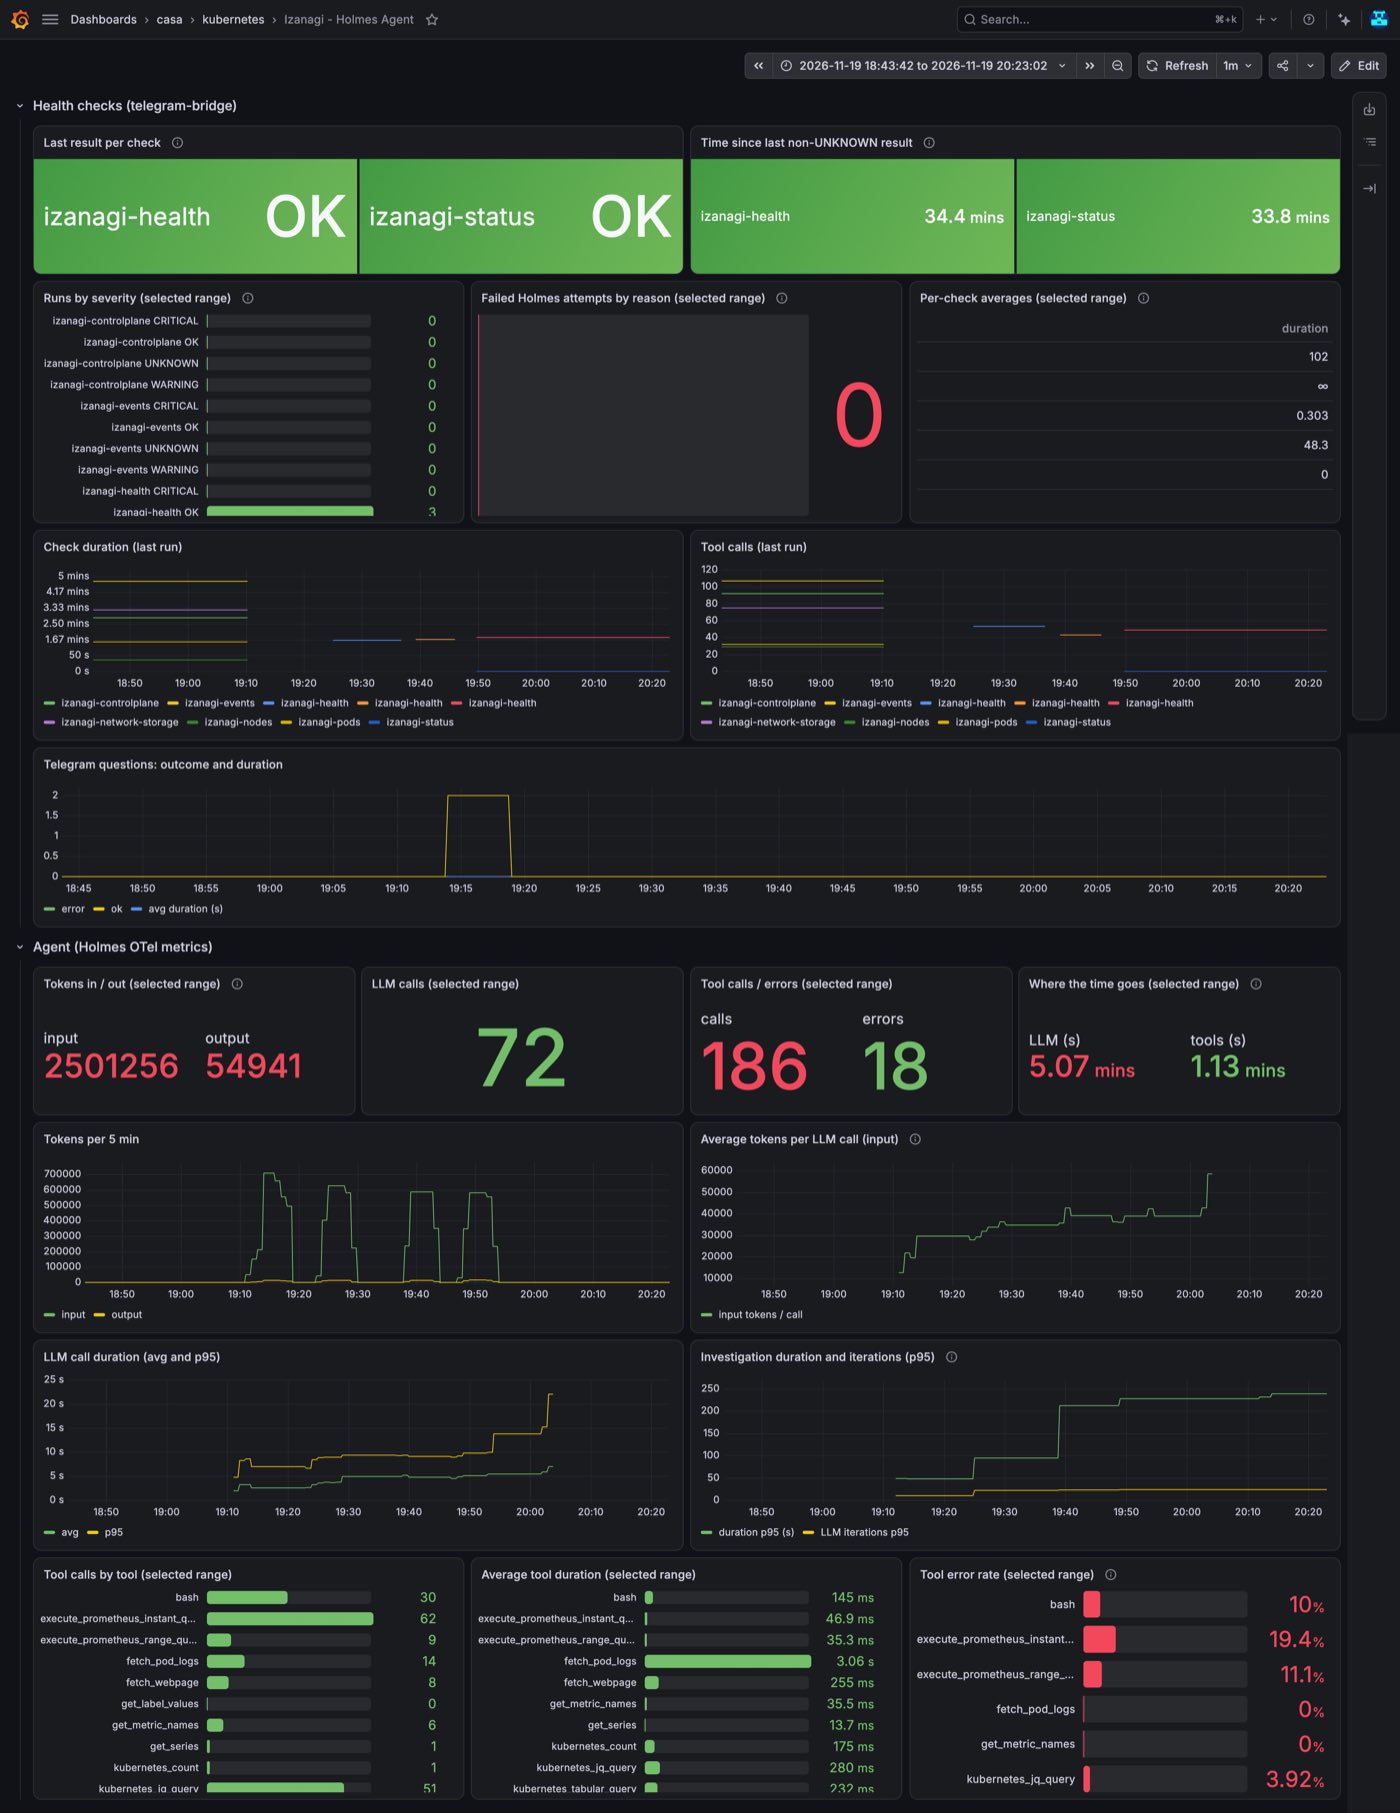 Dashboards › casa › kubernetes › Izanagi - Holmes Agent
Search... ⌘+k
2026-11-19 18:43:42 to 2026-11-19 20:23:02
Refresh 1m
Edit
Health checks (telegram-bridge)
Last result per check
izanagi-health OK
izanagi-status OK
Time since last non-UNKNOWN result
izanagi-health 34.4 mins
izanagi-status 33.8 mins
Runs by severity (selected range)
izanagi-controlplane CRITICAL 0
izanagi-controlplane OK 0
izanagi-controlplane UNKNOWN 0
izanagi-controlplane WARNING 0
izanagi-events CRITICAL 0
izanagi-events OK 0
izanagi-events UNKNOWN 0
izanagi-events WARNING 0
izanagi-health CRITICAL 0
izanagi-health OK 3
Failed Holmes attempts by reason (selected range)
0
Per-check averages (selected range)
duration
102
∞
0.303
48.3
0
Check duration (last run)
5 mins
4.17 mins
3.33 mins
2.50 mins
1.67 mins
50 s
0 s
18:50 19:00 19:10 19:20 19:30 19:40 19:50 20:00 20:10 20:20
izanagi-controlplane izanagi-events izanagi-health izanagi-health izanagi-health
izanagi-network-storage izanagi-nodes izanagi-pods izanagi-status
Tool calls (last run)
120
100
80
60
40
20
0
18:50 19:00 19:10 19:20 19:30 19:40 19:50 20:00 20:10 20:20
izanagi-controlplane izanagi-events izanagi-health izanagi-health izanagi-health
izanagi-network-storage izanagi-nodes izanagi-pods izanagi-status
Telegram questions: outcome and duration
2
1.5
1
0.5
0
18:45 18:50 18:55 19:00 19:05 19:10 19:15 19:20 19:25 19:30 19:35 19:40 19:45 19:50 19:55 20:00 20:05 20:10 20:15 20:20
error ok avg duration (s)
Agent (Holmes OTel metrics)
Tokens in / out (selected range)
input output
2501256 54941
LLM calls (selected range)
72
Tool calls / errors (selected range)
calls errors
186 18
Where the time goes (selected range)
LLM (s) tools (s)
5.07 mins 1.13 mins
Tokens per 5 min
700000
600000
500000
400000
300000
200000
100000
0
18:50 19:00 19:10 19:20 19:30 19:40 19:50 20:00 20:10 20:20
input output
Average tokens per LLM call (input)
60000
50000
40000
30000
20000
10000
18:50 19:00 19:10 19:20 19:30 19:40 19:50 20:00 20:10 20:20
input tokens / call
LLM call duration (avg and p95)
25 s
20 s
15 s
10 s
5 s
0 s
18:50 19:00 19:10 19:20 19:30 19:40 19:50 20:00 20:10 20:20
avg p95
Investigation duration and iterations (p95)
250
200
150
100
50
0
18:50 19:00 19:10 19:20 19:30 19:40 19:50 20:00 20:10 20:20
duration p95 (s) LLM iterations p95
Tool calls by tool (selected range)
bash 30
execute_prometheus_instant_q... 62
execute_prometheus_range_qu... 9
fetch_pod_logs 14
fetch_webpage 8
get_label_values 0
get_metric_names 6
get_series 1
kubernetes_count 1
kubernetes_jq_query 51
Average tool duration (selected range)
bash 145 ms
execute_prometheus_instant_q... 46.9 ms
execute_prometheus_range_qu... 35.3 ms
fetch_pod_logs 3.06 s
fetch_webpage 255 ms
get_metric_names 35.5 ms
get_series 13.7 ms
kubernetes_count 175 ms
kubernetes_jq_query 280 ms
kubernetes_tabular_query 232 ms
Tool error rate (selected range)
bash 10%
execute_prometheus_instant... 19.4%
execute_prometheus_range_... 11.1%
fetch_pod_logs 0%
get_metric_names 0%
kubernetes_jq_query 3.92%